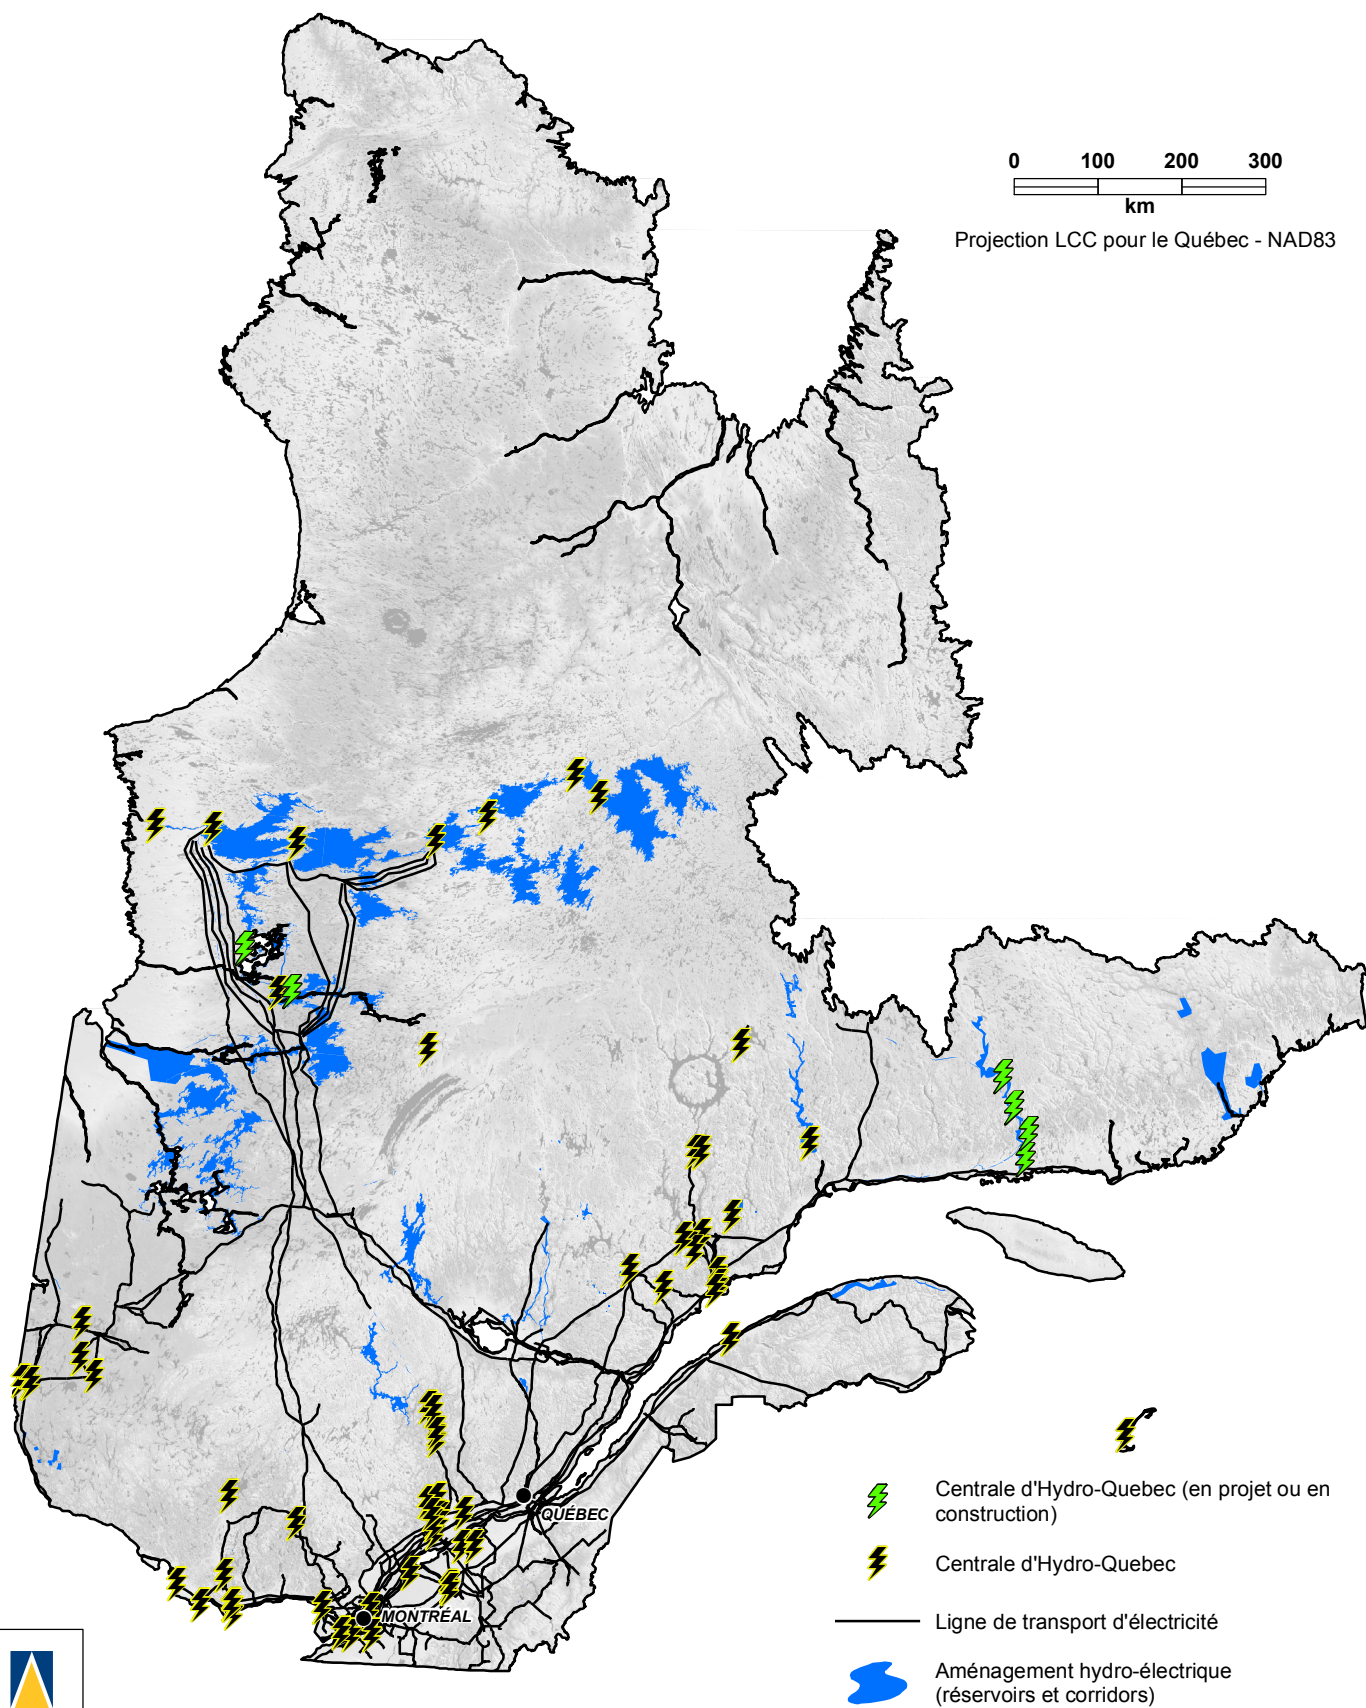 0 100 200 300
km
Projection LCC pour le Québec - NAD83
QUÉBEC
MONTRÉAL
Centrale d'Hydro-Quebec (en projet ou en
construction)
Centrale d'Hydro-Quebec
Ligne de transport d'électricité
Aménagement hydro-électrique
(réservoirs et corridors)